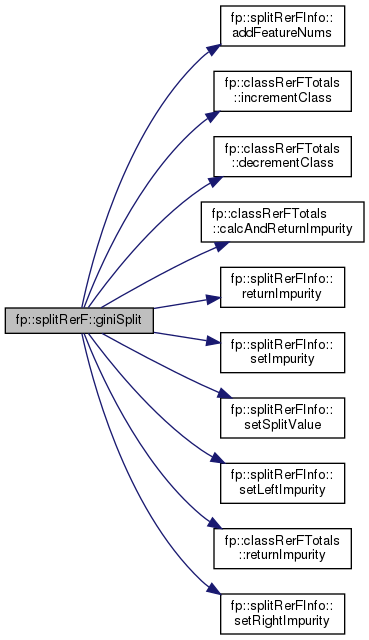 fp::splitRerFInfo::
addFeatureNums
fp::classRerFTotals
::incrementClass
fp::classRerFTotals
::decrementClass
fp::classRerFTotals
::calcAndReturnImpurity
fp::splitRerFInfo::
returnImpurity
fp::splitRerF::giniSplit
fp::splitRerFInfo::
setImpurity
fp::splitRerFInfo::
setSplitValue
fp::splitRerFInfo::
setLeftImpurity
fp::classRerFTotals
::returnImpurity
fp::splitRerFInfo::
setRightImpurity